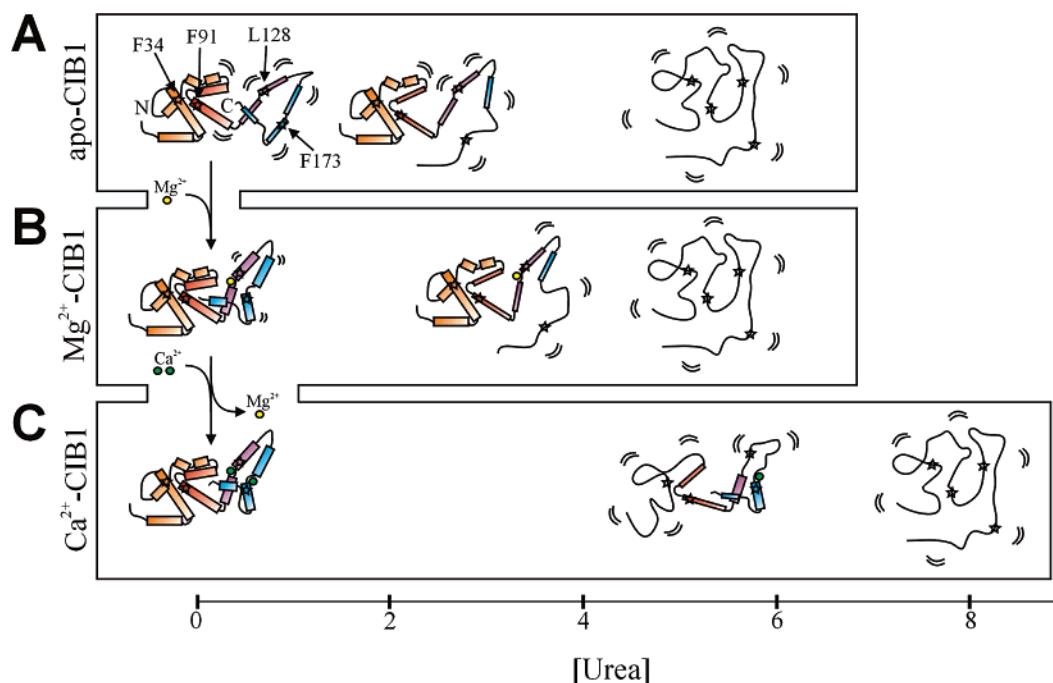 A
apo-CIB1
F34
F91
L128
N
C
F173
Mg²⁺
B
Mg²⁺-CIB1
Ca²⁺
Mg²⁺
C
Ca²⁺-CIB1
0 2 4 6 8
[Urea]